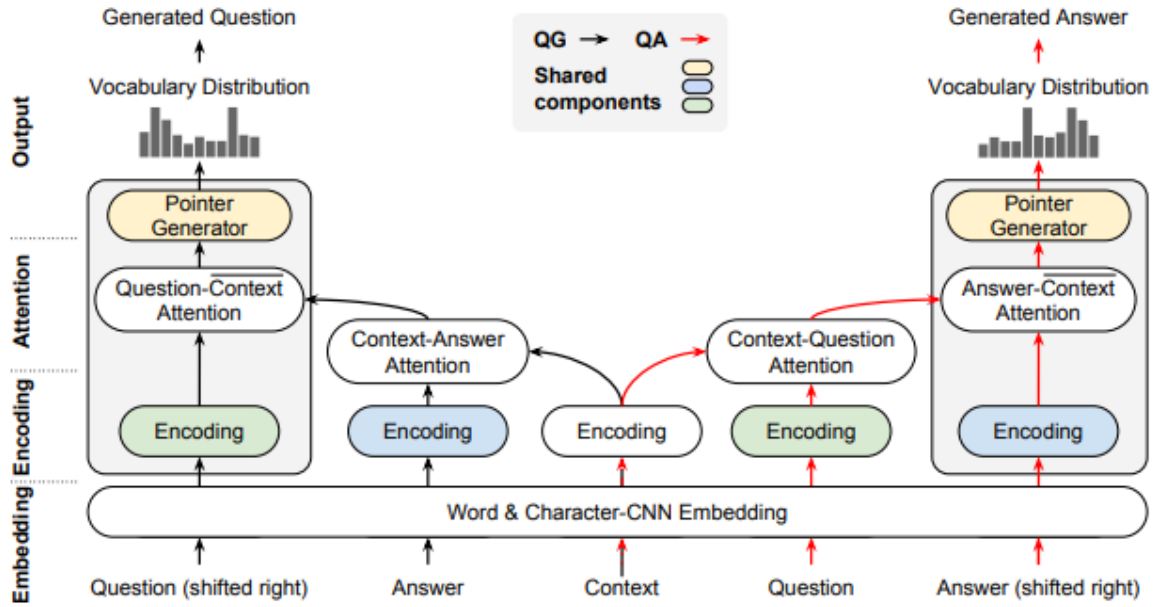 Generated Question
Generated Answer
QG QA
Shared
components
Vocabulary Distribution
Vocabulary Distribution
Output
Pointer
Generator
Pointer
Generator
Attention
Question-Context
Attention
Answer-Context
Attention
Context-Answer
Attention
Context-Question
Attention
Encoding
Encoding
Encoding
Encoding
Encoding
Encoding
Embedding
Word & Character-CNN Embedding
Question (shifted right)
Answer
Context
Question
Answer (shifted right)